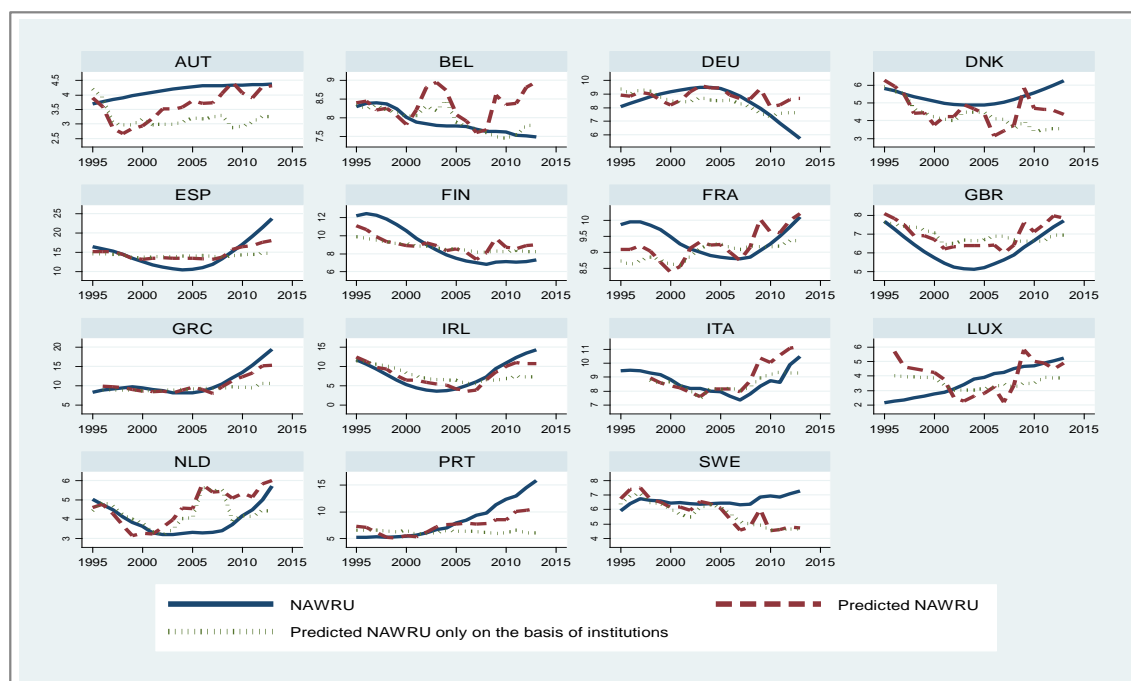 AUT BEL DEU DNK
2.5 3 3.5 4 4.5
7.5 8 8.5 9
6 7 8 9 10
3 4 5 6
1995 2000 2005 2010 2015 1995 2000 2005 2010 2015 1995 2000 2005 2010 2015 1995 2000 2005 2010 2015
ESP FIN FRA GBR
10 15 20 25
6 8 10 12
8.5 9 9.5 10
5 6 7 8
1995 2000 2005 2010 2015 1995 2000 2005 2010 2015 1995 2000 2005 2010 2015 1995 2000 2005 2010 2015
GRC IRL ITA LUX
5 10 15 20
0 5 10 15
7 8 9 10 11
2 3 4 5 6
1995 2000 2005 2010 2015 1995 2000 2005 2010 2015 1995 2000 2005 2010 2015 1995 2000 2005 2010 2015
NLD PRT SWE
3 4 5 6
5 10 15
4 5 6 7 8
1995 2000 2005 2010 2015 1995 2000 2005 2010 2015 1995 2000 2005 2010 2015
NAWRU Predicted NAWRU
Predicted NAWRU only on the basis of institutions